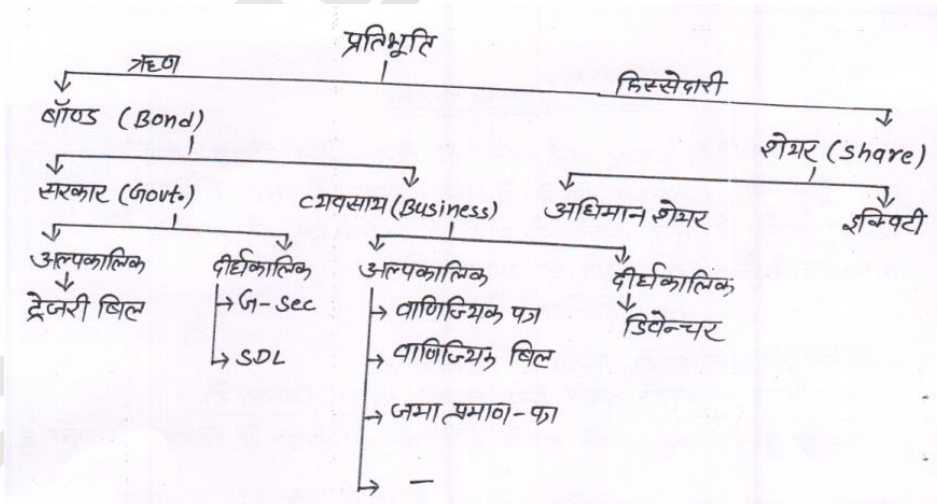 प्रतिभूति
ऋण
हिस्सेदारी
बॉण्ड (Bond)
शेयर (Share)
सरकार (Govt.)
व्यवसाय (Business)
अधिमान शेयर
इक्विटी
अल्पकालिक
दीर्घकालिक
अल्पकालिक
दीर्घकालिक
ट्रेजरी बिल
→ G-Sec
→ वाणिज्यिक पत्र
डिबेन्चर
→ SDL
→ वाणिज्यिक बिल
→ जमा प्रमाण-पत्र
→ —